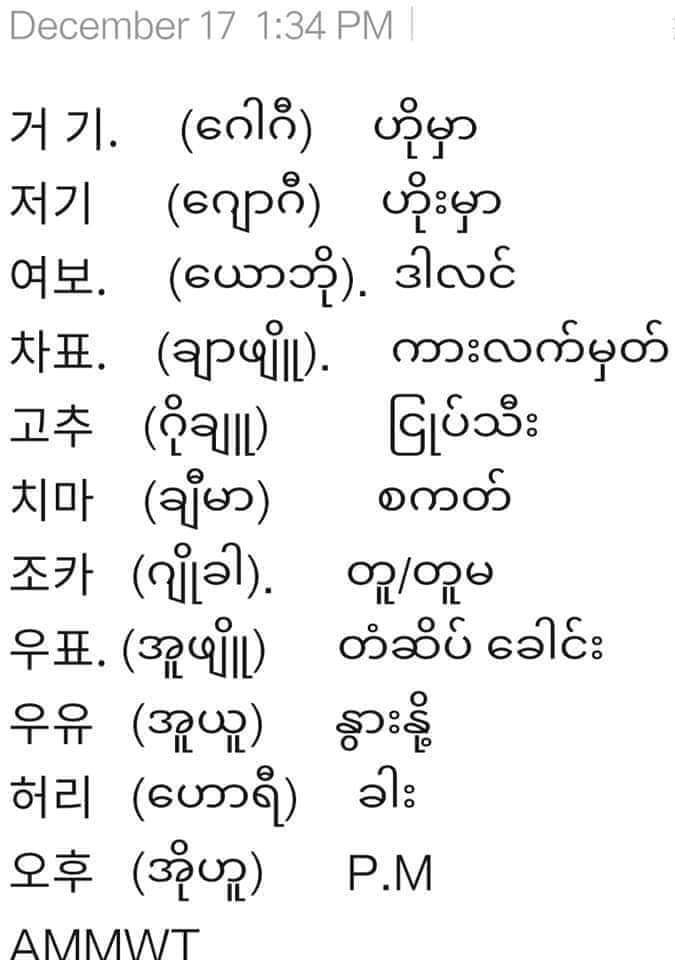 December 17 1:34 PM
거 기. (ဂေါဂီ) ဟိုမှာ
저기 (ဂျောဂီ) ဟိုးမှာ
여보. (ယောဘို). ဒါလင်
차표. (ချာဖျိူ). ကားလက်မှတ်
고추 (ဂိုချူ) ငြုပ်သီး
치마 (ချီမာ) စကတ်
조카 (ဂျိုခါ). တူ/တူမ
우표. (အူဖျိူ) တံဆိပ် ခေါင်း
우유 (အူယူ) နွားနို့
허리 (ဟောရီ) ခါး
오후 (အိုဟူ) P.M
AMMWT